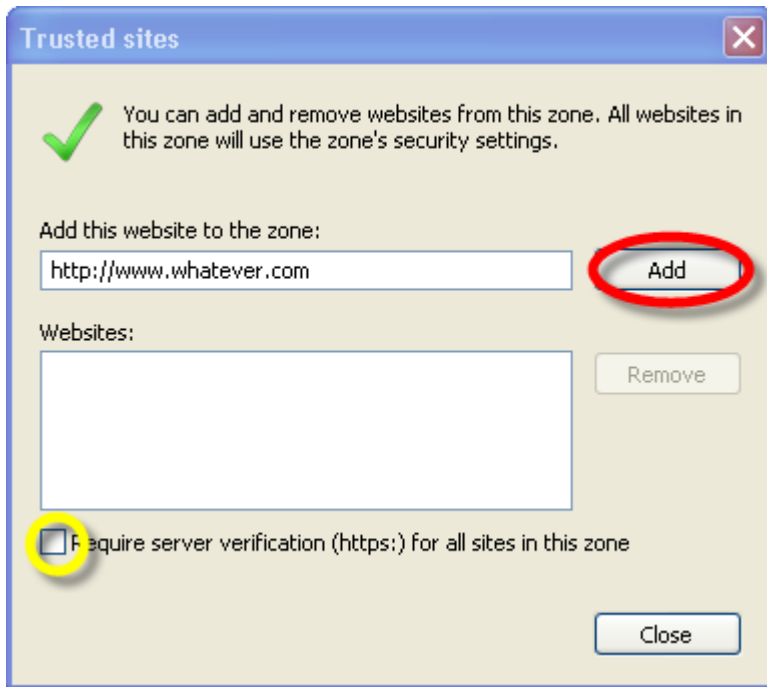 Trusted sites
You can add and remove websites from this zone. All websites in
this zone will use the zone's security settings.
Add this website to the zone:
http://www.whatever.com
Add
Websites:
Remove
Require server verification (https:) for all sites in this zone
Close